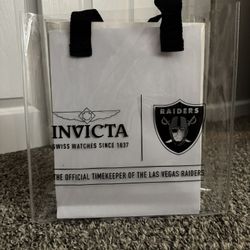 INVICTA
SWISS WATCHES SINCE 1837
RAIDERS
THE OFFICIAL TIMEKEEPER OF THE LAS VEGAS RAIDERS